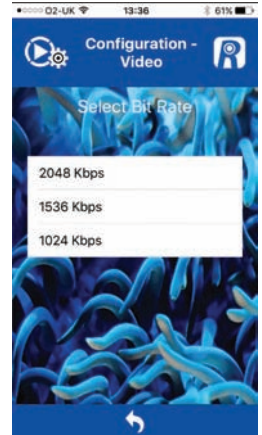 O2-UK 13:36 61%
Configuration -
Video
Select Bit Rate
2048 Kbps
1536 Kbps
1024 Kbps